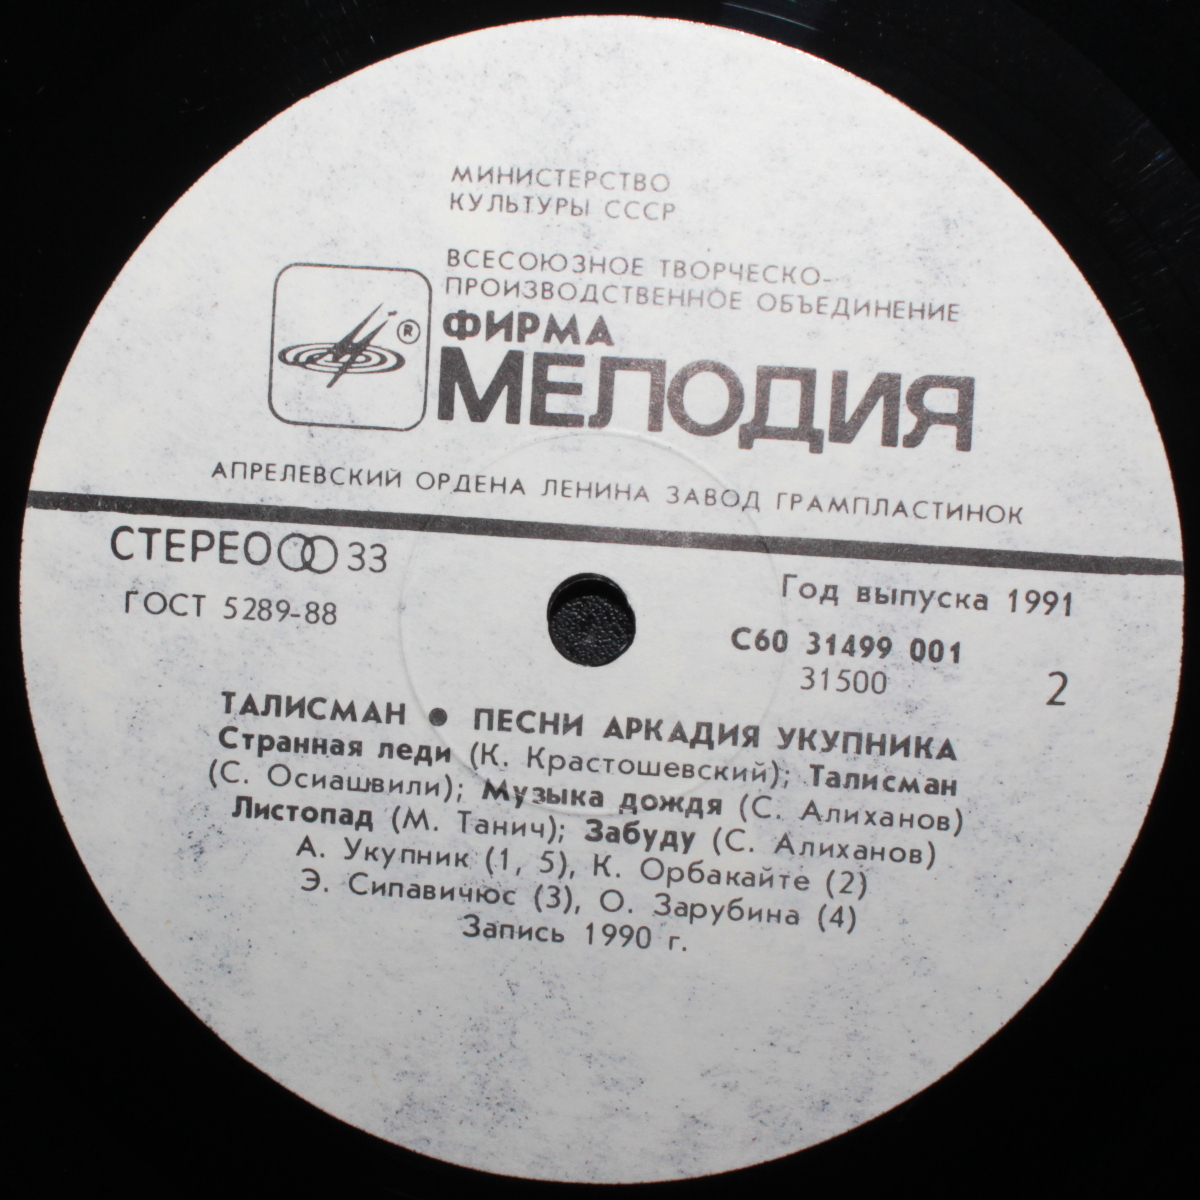 МИНИСТЕРСТВО
КУЛЬТУРЫ СССР
ВСЕСОЮЗНОЕ ТВОРЧЕСКО-
ПРОИЗВОДСТВЕННОЕ ОБЪЕДИНЕНИЕ
ФИРМА
®
МЕЛОДИЯ
АПРЕЛЕВСКИЙ ОРДЕНА ЛЕНИНА ЗАВОД ГРАМПЛАСТИНОК
СТЕРЕО 33
ГОСТ 5289-88
Год выпуска 1991
С60 31499 001
31500
2
ТАЛИСМАН ● ПЕСНИ АРКАДИЯ УКУПНИКА
Странная леди (К. Крастошевский); Талисман
(С. Осиашвили); Музыка дождя (С. Алиханов)
Листопад (М. Танич); Забуду (С. Алиханов)
А. Укупник (1, 5), К. Орбакайте (2)
Э. Сипавичюс (3), О. Зарубина (4)
Запись 1990 г.